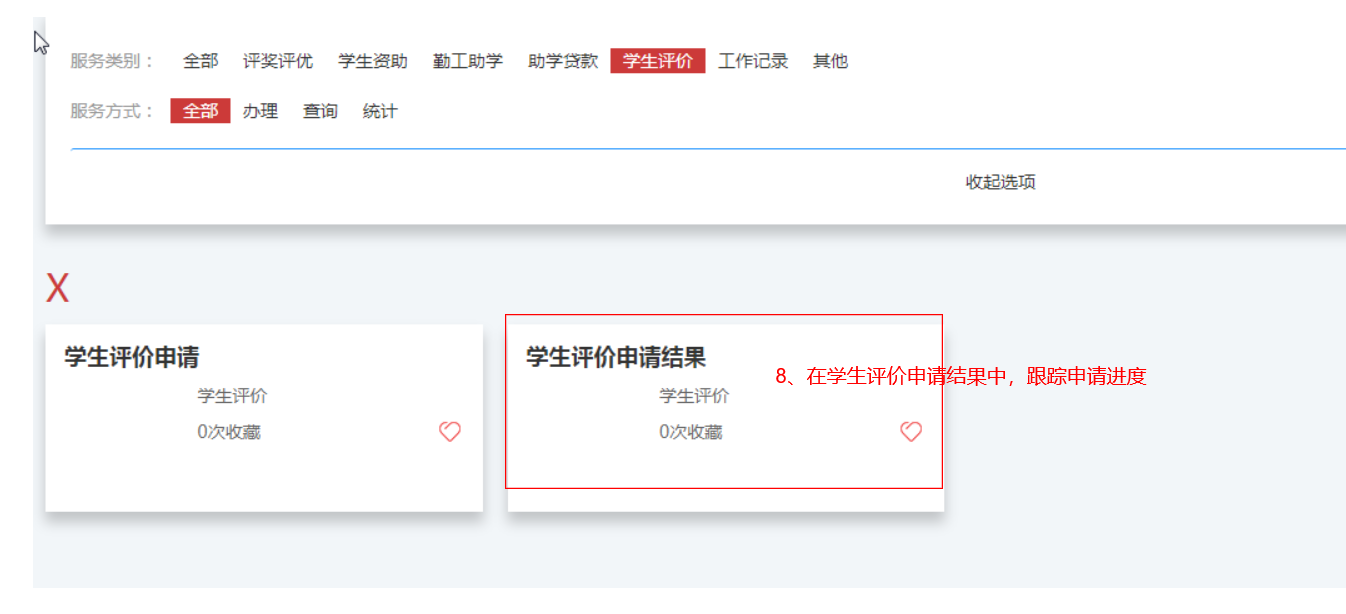 服务类别： 全部 评奖评优 学生资助 勤工助学 助学贷款 学生评价 工作记录 其他
服务方式： 全部 办理 查询 统计
收起选项
X
学生评价申请
学生评价
0次收藏
学生评价申请结果
学生评价
0次收藏
8、在学生评价申请结果中，跟踪申请进度